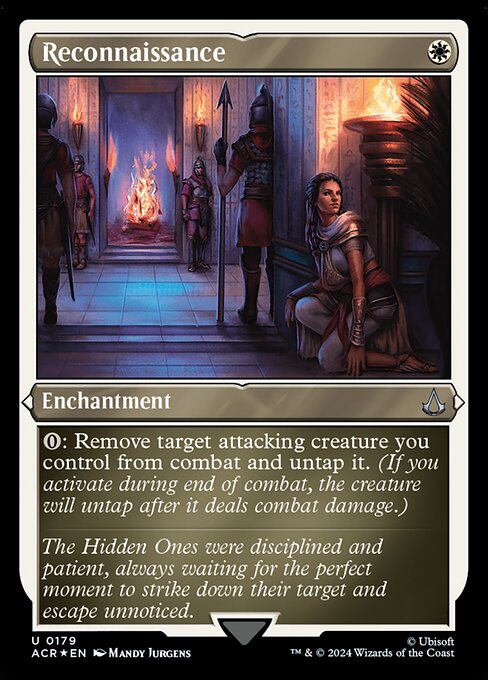 Reconnaissance
Enchantment
0: Remove target attacking creature you
control from combat and untap it. (If you
activate during end of combat, the creature
will untap after it deals combat damage.)
The Hidden Ones were disciplined and
patient, always waiting for the perfect
moment to strike down their target and
escape unnoticed.
U 0179
ACR★EN Mandy Jurgens
© Ubisoft
™ & © 2024 Wizards of the Coast